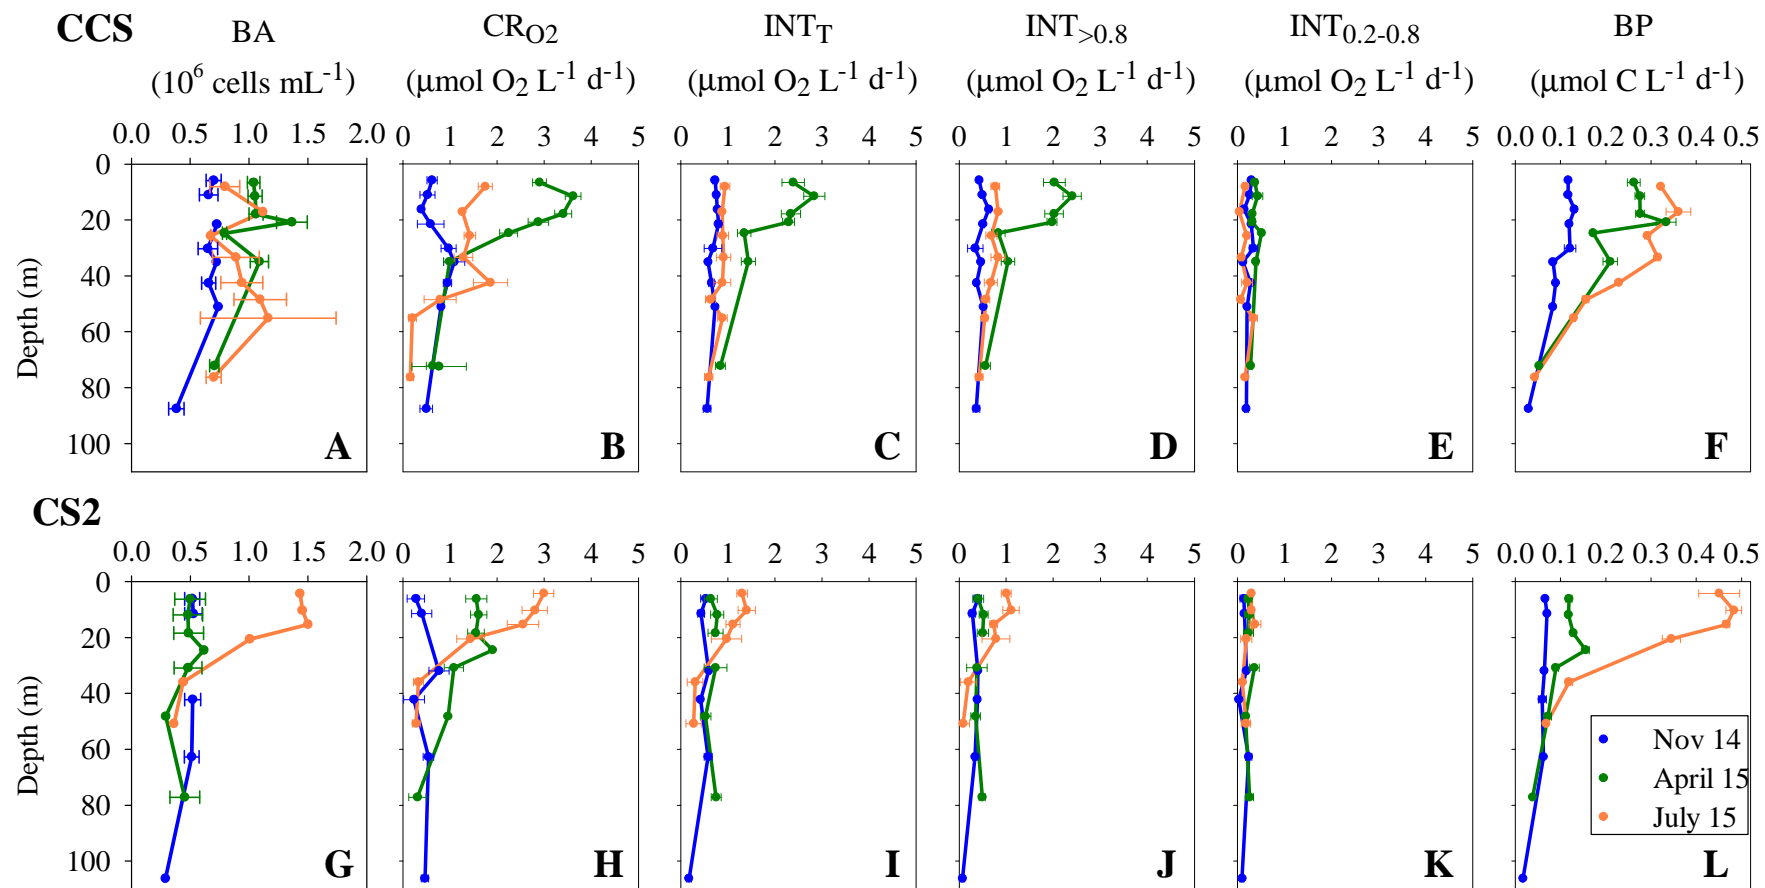 CCS BA CR_O2 INT_T INT_>0.8 INT_0.2-0.8 BP
(10^6 cells mL^-1) (μmol O_2 L^-1 d^-1) (μmol O_2 L^-1 d^-1) (μmol O_2 L^-1 d^-1) (μmol O_2 L^-1 d^-1) (μmol C L^-1 d^-1)
0.0 0.5 1.0 1.5 2.0 0 1 2 3 4 5 0 1 2 3 4 5 0 1 2 3 4 5 0 1 2 3 4 5 0.0 0.1 0.2 0.3 0.4 0.5
0
20
40
60
80
100
Depth (m)
A B C D E F
CS2
0.0 0.5 1.0 1.5 2.0 0 1 2 3 4 5 0 1 2 3 4 5 0 1 2 3 4 5 0 1 2 3 4 5 0.0 0.1 0.2 0.3 0.4 0.5
0
20
40
60
80
100
Depth (m)
Nov 14
April 15
July 15
G H I J K L